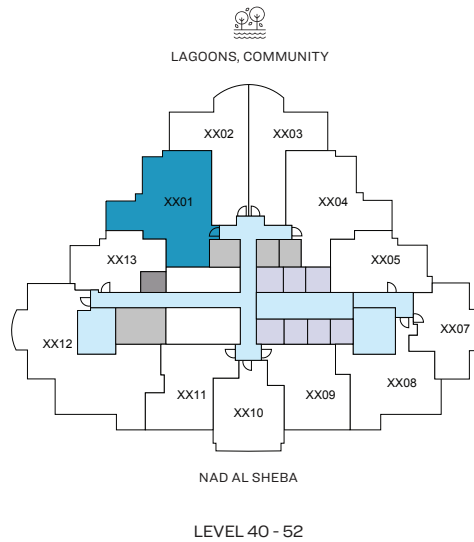 LAGOONS, COMMUNITY
XX02
XX03
XX01
XX04
XX13
XX05
XX07
XX12
XX08
XX11
XX09
XX10
NAD AL SHEBA
LEVEL 40 - 52